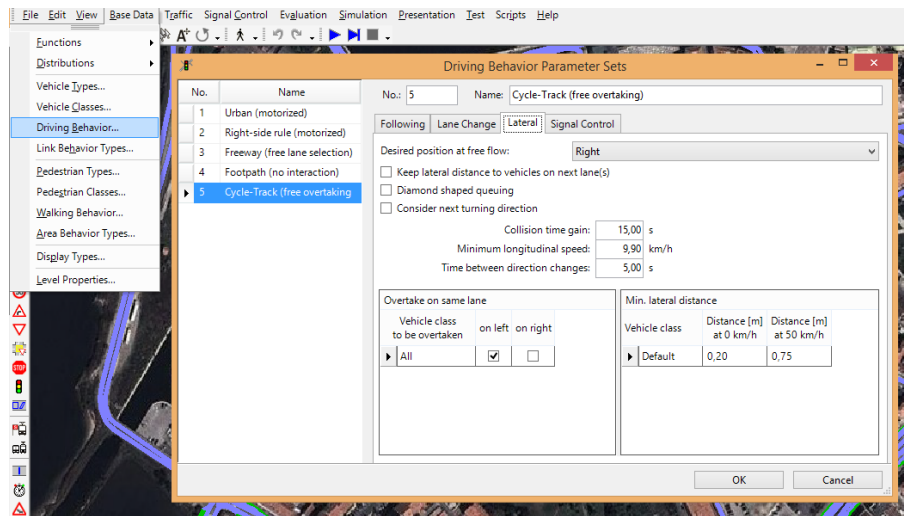 File Edit View Base Data Traffic Signal Control Evaluation Simulation Presentation Test Scripts Help
Functions
Distributions
Vehicle Types...
Vehicle Classes...
Driving Behavior...
Link Behavior Types...
Pedestrian Types...
Pedestrian Classes...
Walking Behavior...
Area Behavior Types...
Display Types...
Level Properties...
STOP
Driving Behavior Parameter Sets
No. Name
1 Urban (motorized)
2 Right-side rule (motorized)
3 Freeway (free lane selection)
4 Footpath (no interaction)
5 Cycle-Track (free overtaking
No.: 5 Name: Cycle-Track (free overtaking)
Following Lane Change Lateral Signal Control
Desired position at free flow: Right
Keep lateral distance to vehicles on next lane(s)
Diamond shaped queuing
Consider next turning direction
Collision time gain: 15,00 s
Minimum longitudinal speed: 9,90 km/h
Time between direction changes: 5,00 s
Overtake on same lane
Vehicle class
to be overtaken on left on right
All
Min. lateral distance
Vehicle class Distance [m] Distance [m]
at 0 km/h at 50 km/h
Default 0,20 0,75
OK Cancel